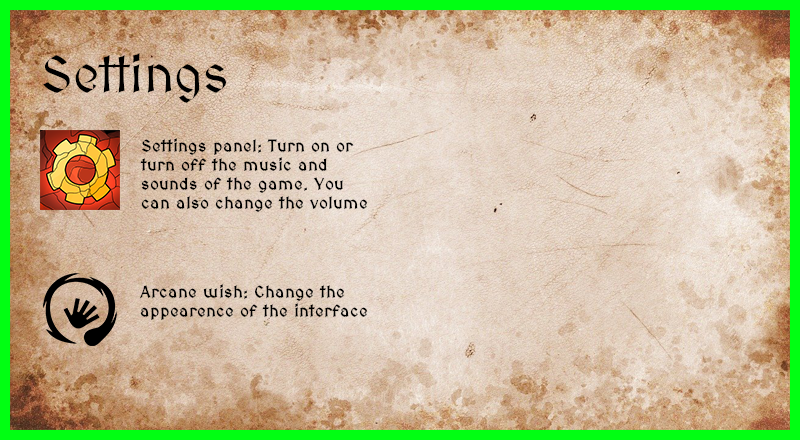 Settings
Settings panel: Turn on or
turn off the music and
sounds of the game. You
can also change the volume
Arcane wish: Change the
appearence of the interface